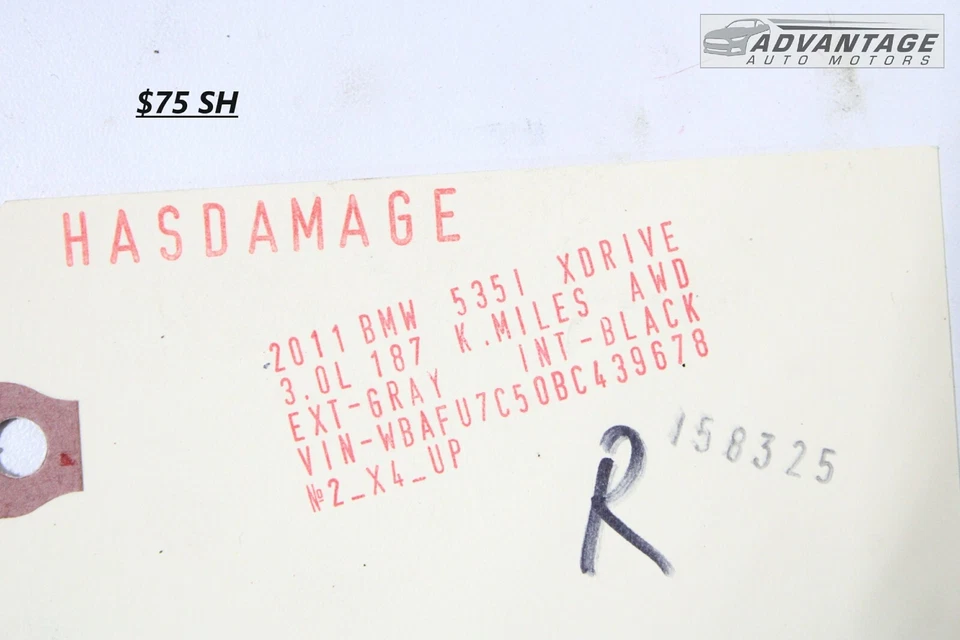 ADVANTAGE
AUTO MOTORS
$75 SH
HASDAMAGE
2011 BMW 535I XDRIVE
3.0L 187 K.MILES AWD
EXT-GRAY INT-BLACK
VIN-WBAFU7C50BC439678
№2_X4_UP
R
158325